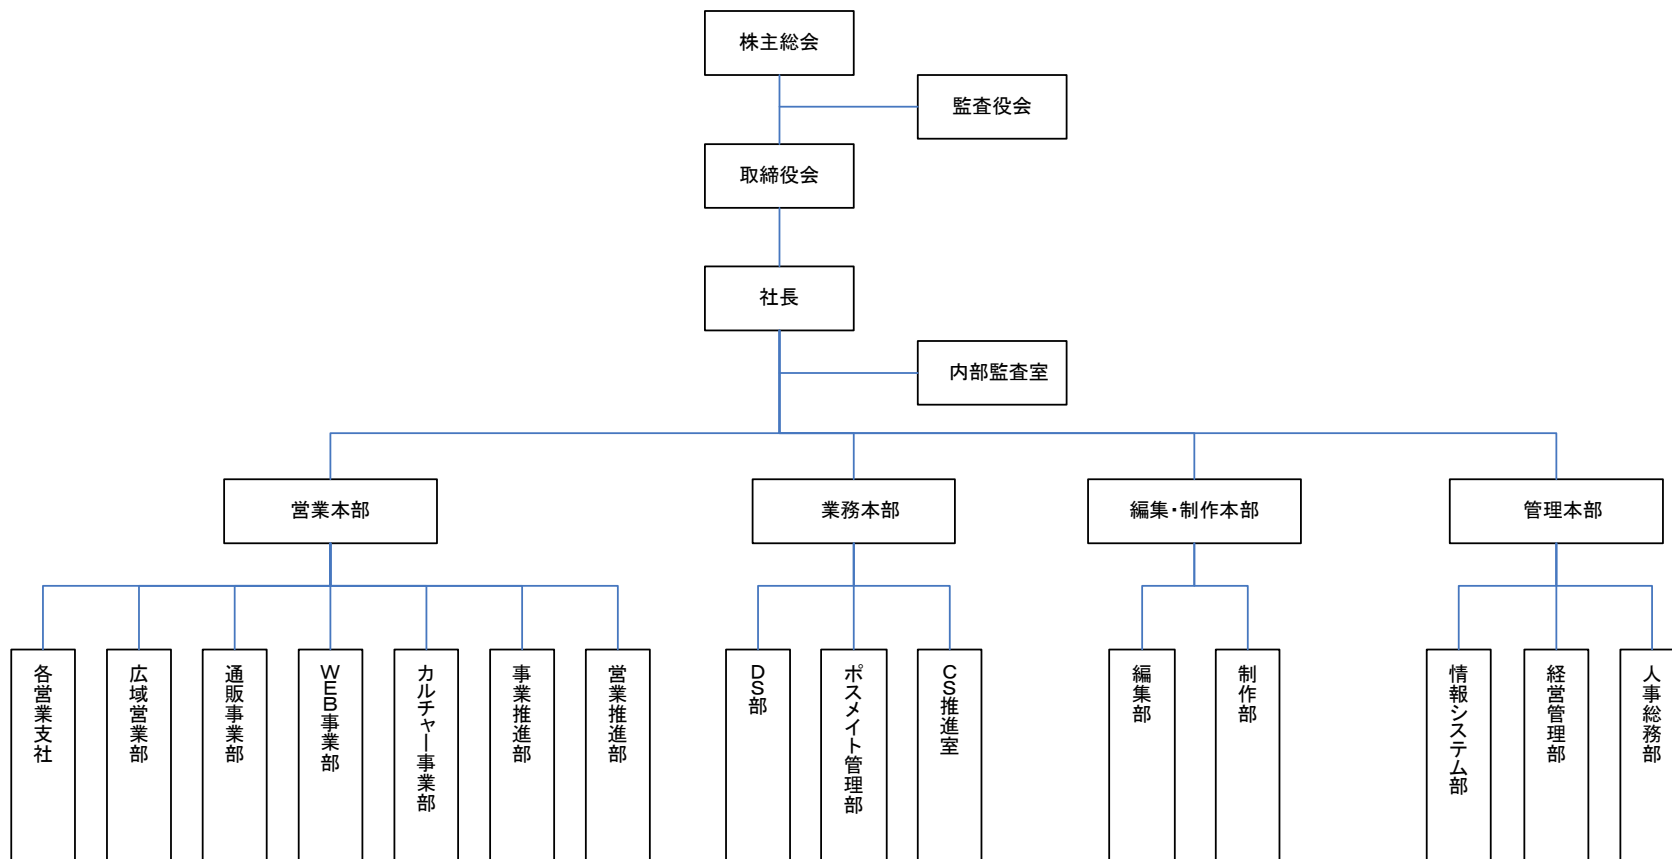 株主総会
監査役会
取締役会
社長
内部監査室
営業本部
業務本部
編集・制作本部
管理本部
各営業支社
広域営業部
通販事業部
WEB事業部
カルチャー事業部
事業推進部
営業推進部
DS部
ポスメイト管理部
CS推進室
編集部
制作部
情報システム部
経営管理部
人事総務部